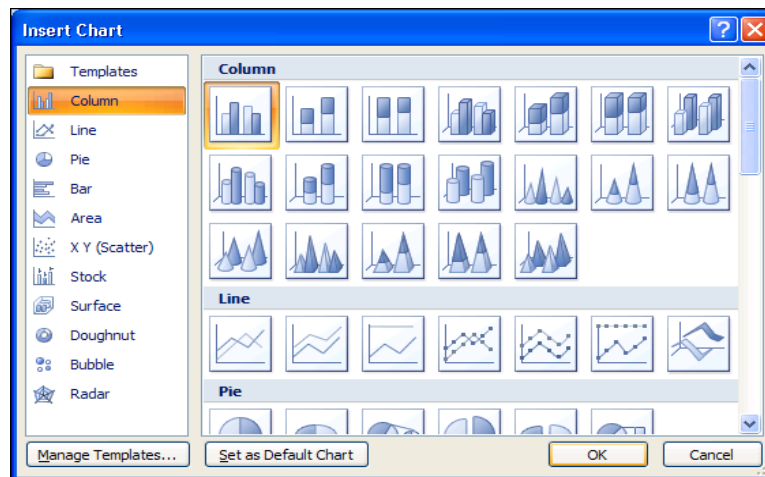 Insert Chart
Templates
Column
Line
Pie
Bar
Area
X Y (Scatter)
Stock
Surface
Doughnut
Bubble
Radar
Column
Line
Pie
Manage Templates...
Set as Default Chart
OK
Cancel